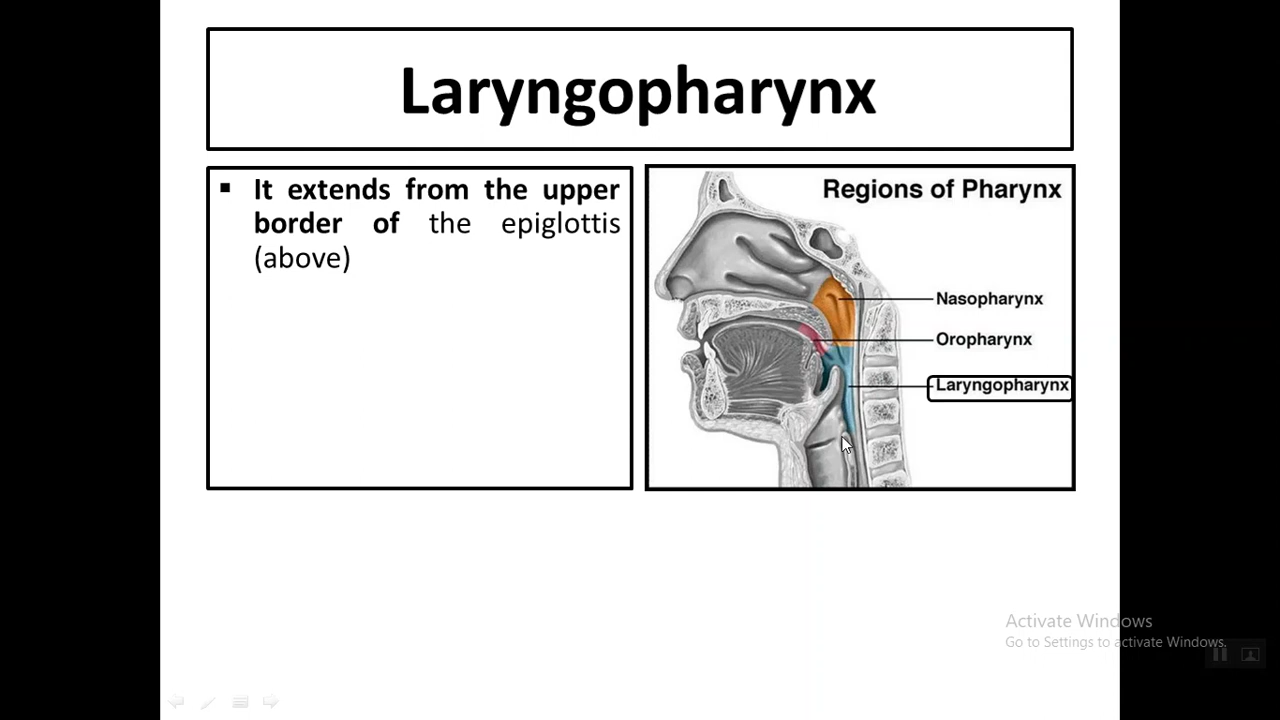 Laryngopharynx
▪ It extends from the upper
border of the epiglottis
(above)
Regions of Pharynx
Nasopharynx
Oropharynx
Laryngopharynx
Activate Windows
Go to Settings to activate Windows.